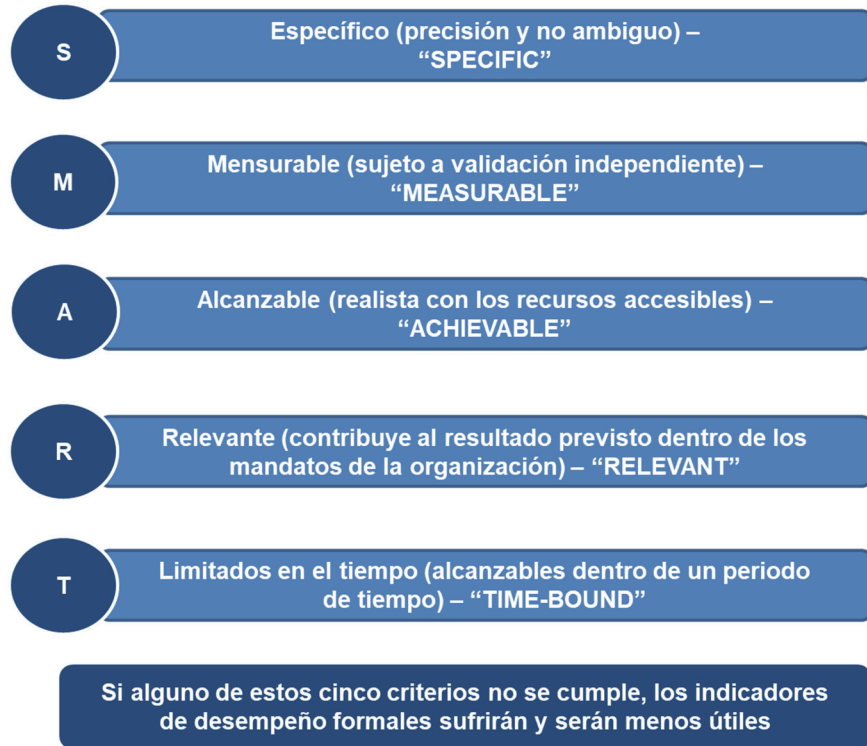 S
Específico (precisión y no ambiguo) –
“SPECIFIC”
M
Mensurable (sujeto a validación independiente) –
“MEASURABLE”
A
Alcanzable (realista con los recursos accesibles) –
“ACHIEVABLE”
R
Relevante (contribuye al resultado previsto dentro de los
mandatos de la organización) – “RELEVANT”
T
Limitados en el tiempo (alcanzables dentro de un periodo
de tiempo) – “TIME-BOUND”
Si alguno de estos cinco criterios no se cumple, los indicadores
de desempeño formales sufrirán y serán menos útiles